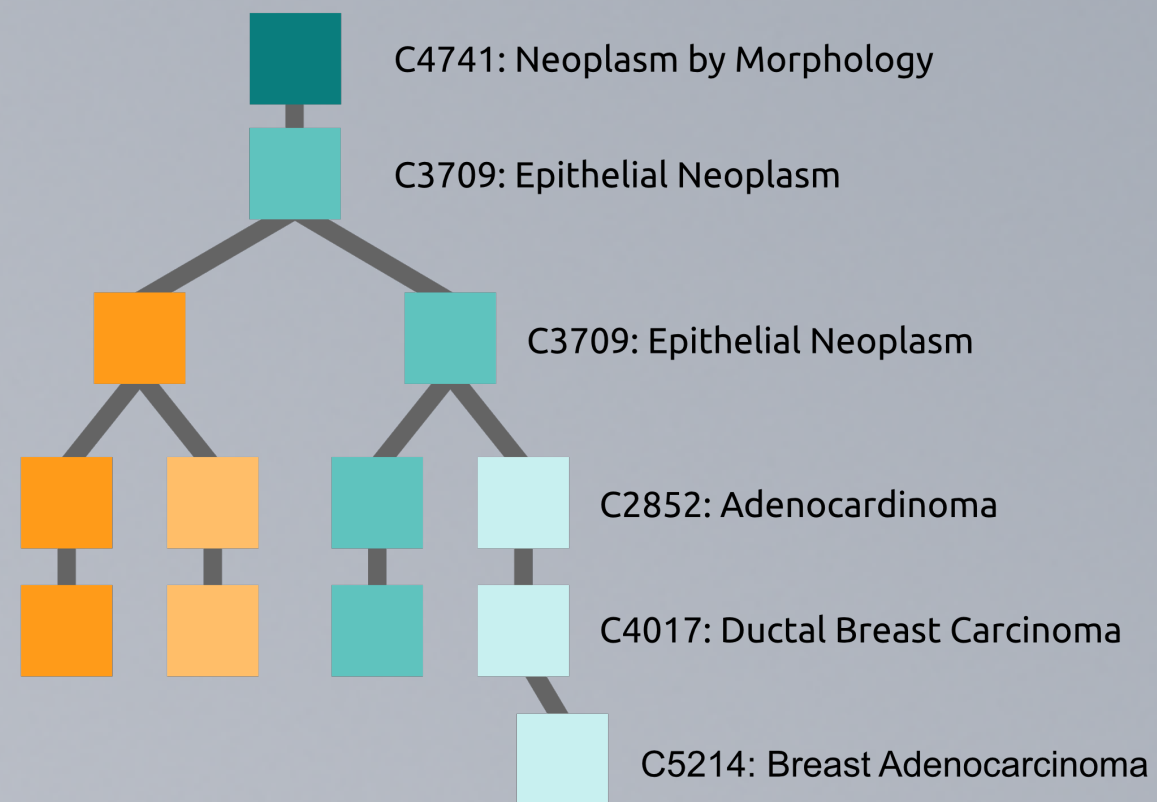 C4741: Neoplasm by Morphology
C3709: Epithelial Neoplasm
C3709: Epithelial Neoplasm
C2852: Adenocardinoma
C4017: Ductal Breast Carcinoma
C5214: Breast Adenocarcinoma